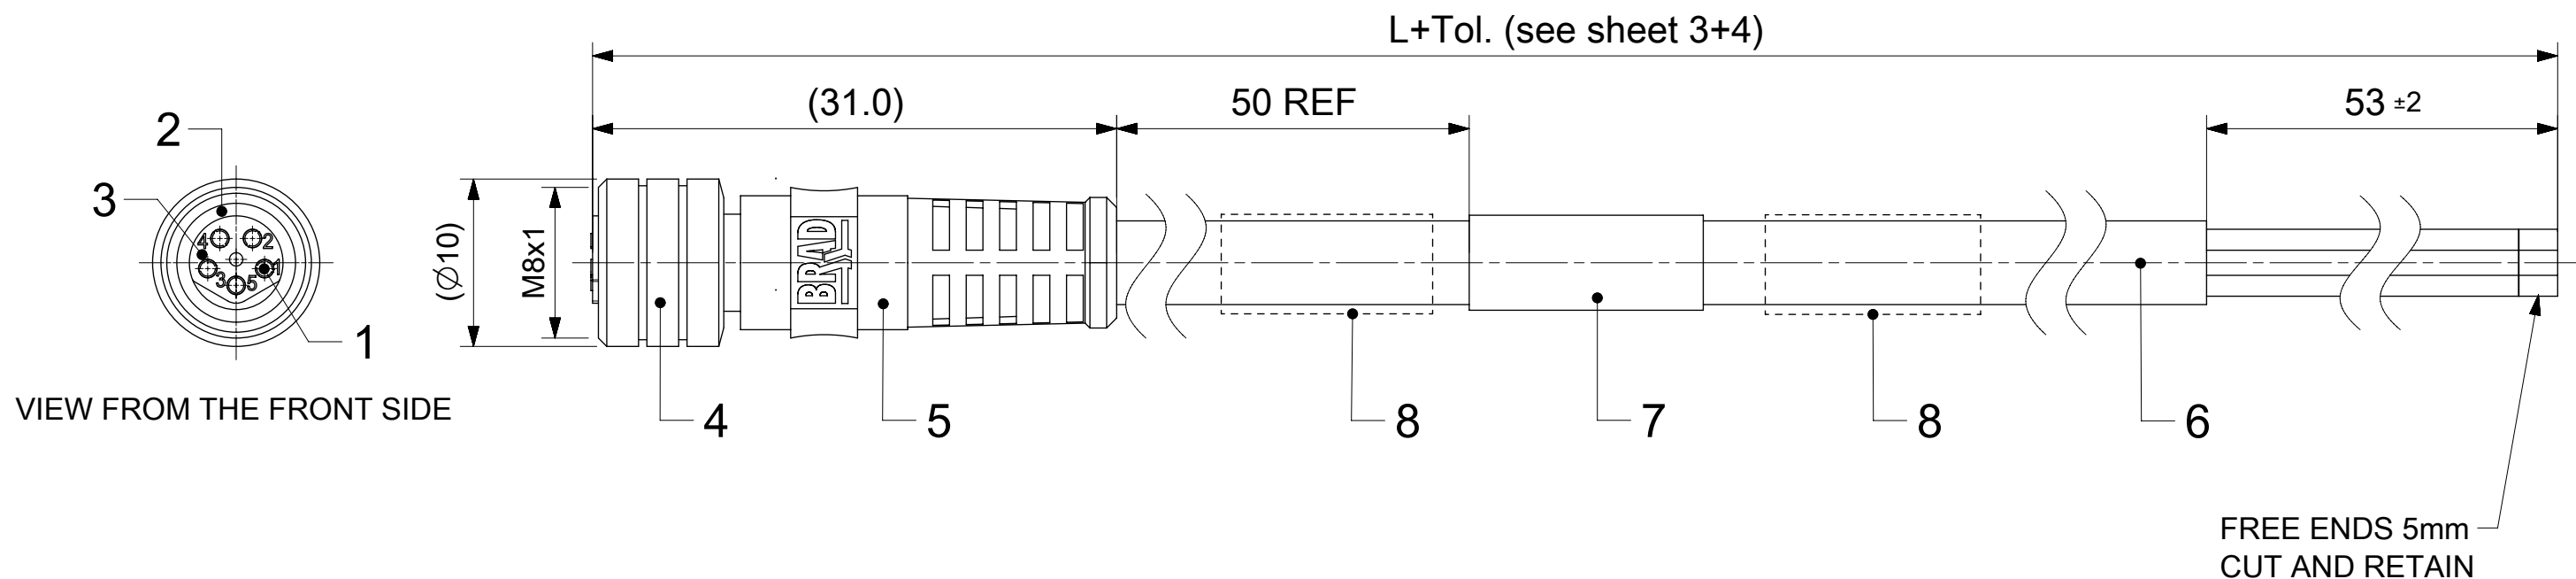 L+Tol. (see sheet 3+4)
(31.0)
50 REF
53 ±2
2
3
4
2
3
5
1
1
(∅10)
M8x1
BRAD
VIEW FROM THE FRONT SIDE
4
5
8
7
8
6
FREE ENDS 5mm
CUT AND RETAIN